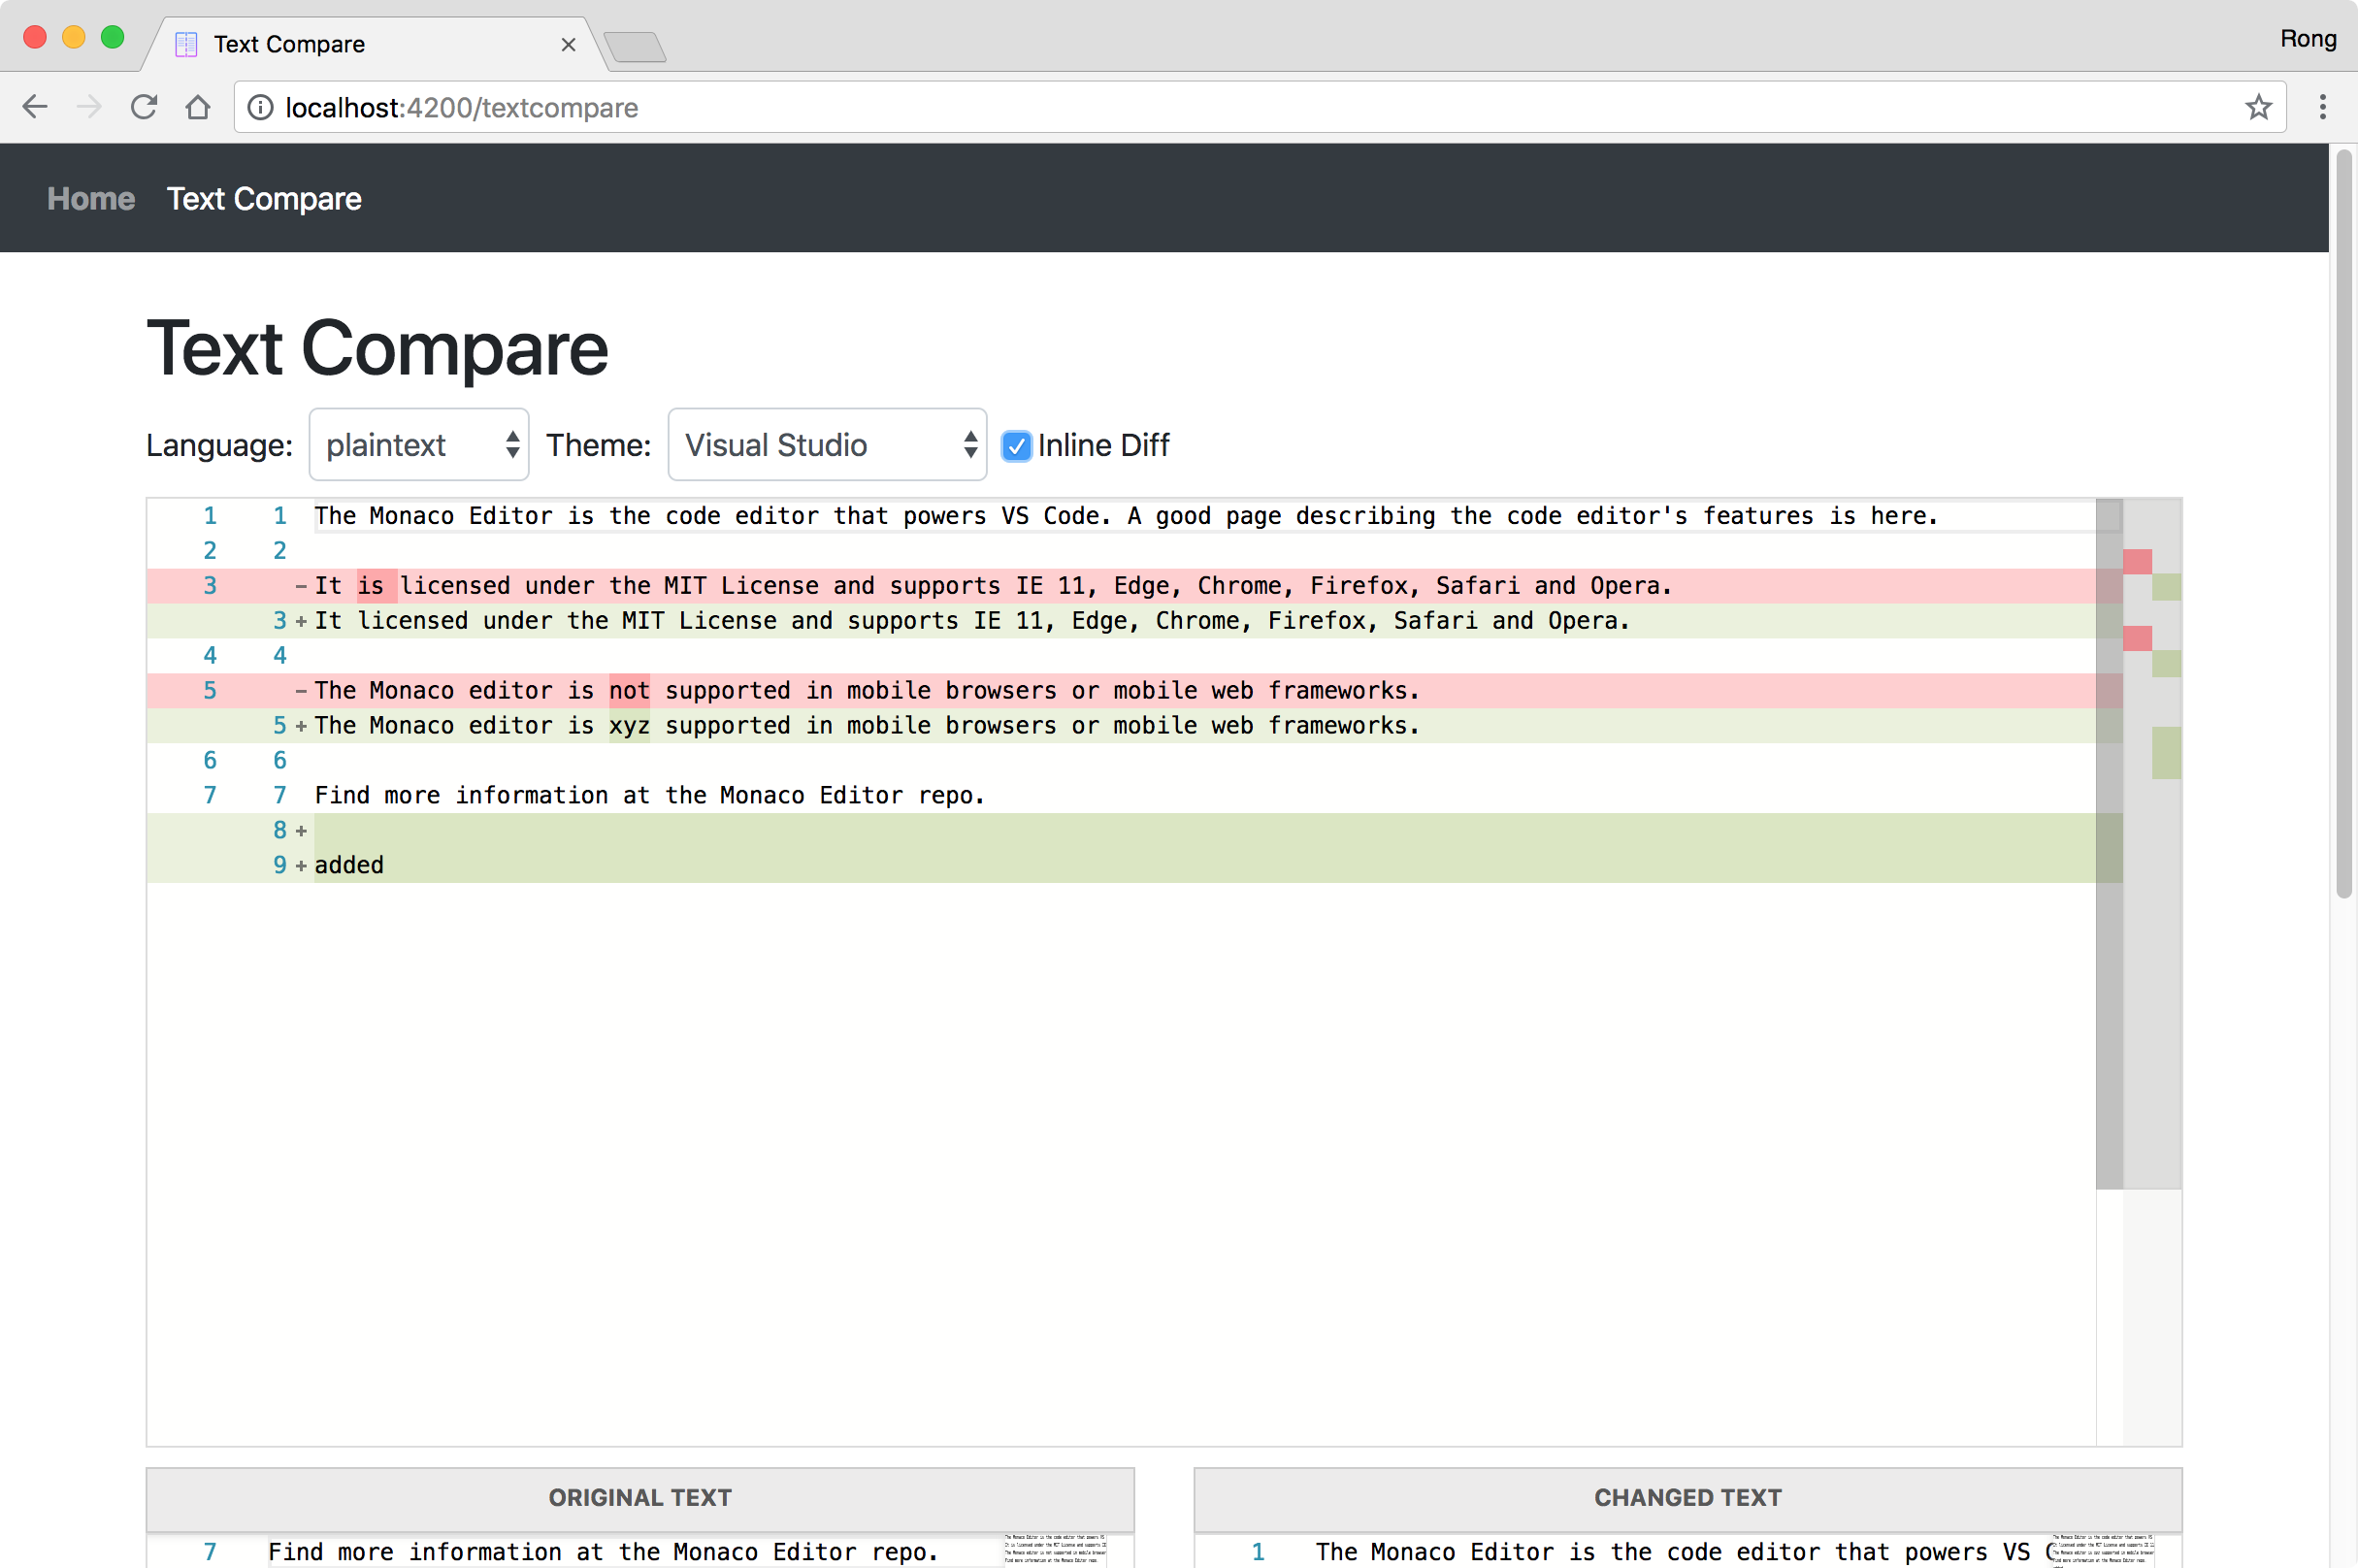 Text Compare
Rong
localhost:4200/textcompare
Home Text Compare
Text Compare
Language: plaintext Theme: Visual Studio Inline Diff
1 1 The Monaco Editor is the code editor that powers VS Code. A good page describing the code editor's features is here.
2 2
3 -It is licensed under the MIT License and supports IE 11, Edge, Chrome, Firefox, Safari and Opera.
3 +It licensed under the MIT License and supports IE 11, Edge, Chrome, Firefox, Safari and Opera.
4 4
5 -The Monaco editor is not supported in mobile browsers or mobile web frameworks.
5 +The Monaco editor is xyz supported in mobile browsers or mobile web frameworks.
6 6
7 7 Find more information at the Monaco Editor repo.
8 +
9 +added
ORIGINAL TEXT
CHANGED TEXT
7 Find more information at the Monaco Editor repo.
1 The Monaco Editor is the code editor that powers VS